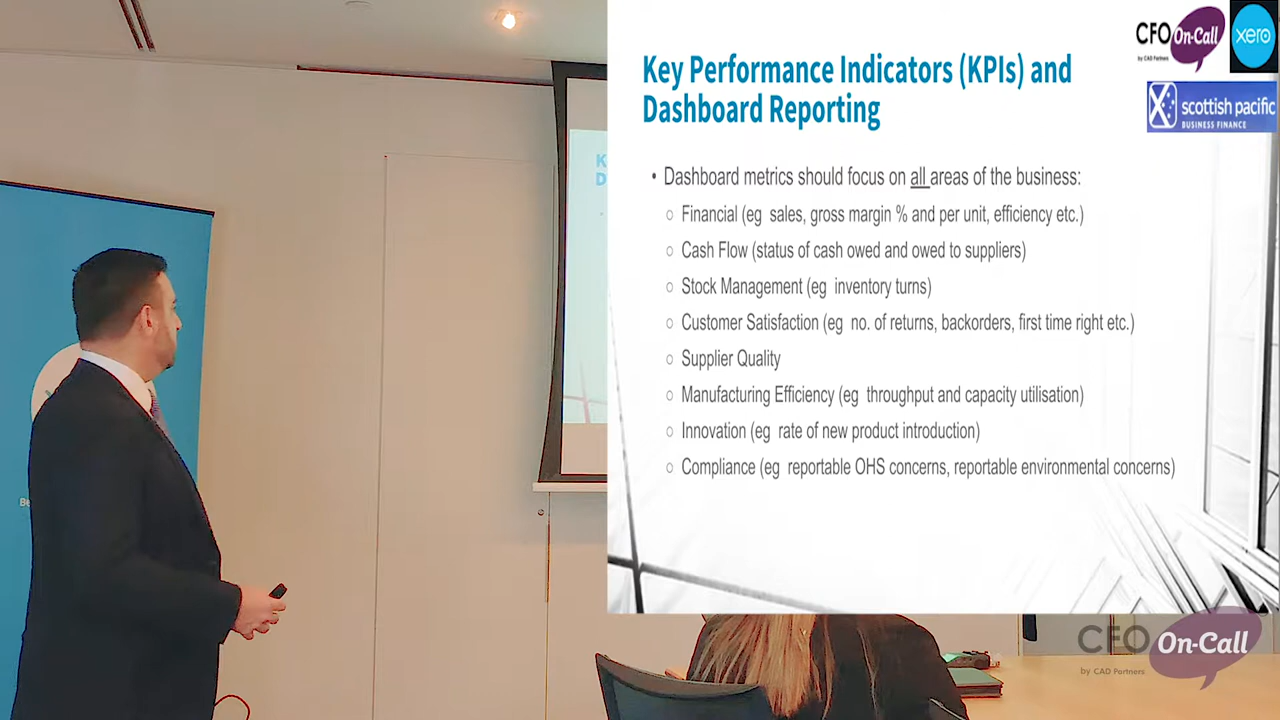 CFO On-Call
by CAD Partners
xero
scottish pacific
BUSINESS FINANCE
Key Performance Indicators (KPIs) and
Dashboard Reporting
• Dashboard metrics should focus on all areas of the business:
○ Financial (eg sales, gross margin % and per unit, efficiency etc.)
○ Cash Flow (status of cash owed and owed to suppliers)
○ Stock Management (eg inventory turns)
○ Customer Satisfaction (eg no. of returns, backorders, first time right etc.)
○ Supplier Quality
○ Manufacturing Efficiency (eg throughput and capacity utilisation)
○ Innovation (eg rate of new product introduction)
○ Compliance (eg reportable OHS concerns, reportable environmental concerns)
K
D
Be
CFO On-Call
by CAD Partners